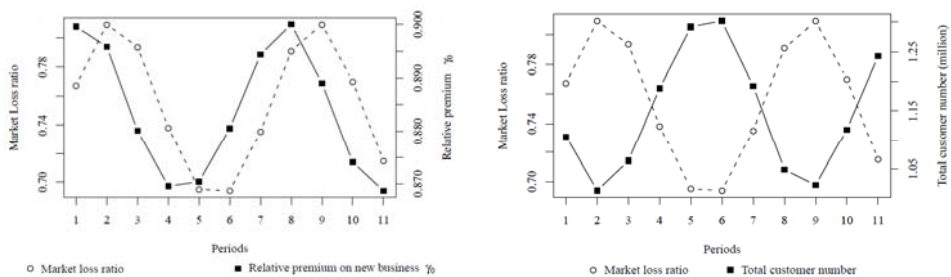 Market Loss ratio
0.70 0.74 0.78
0.870 0.880 0.890 0.900
Relative premium γ₀
1 2 3 4 5 6 7 8 9 10 11
Periods
○ Market loss ratio ■ Relative premium on new business γ₀
Market Loss ratio
0.70 0.74 0.78
1.05 1.15 1.25
Total cusomer number (million)
1 2 3 4 5 6 7 8 9 10 11
Periods
○ Market loss ratio ■ Total customer number